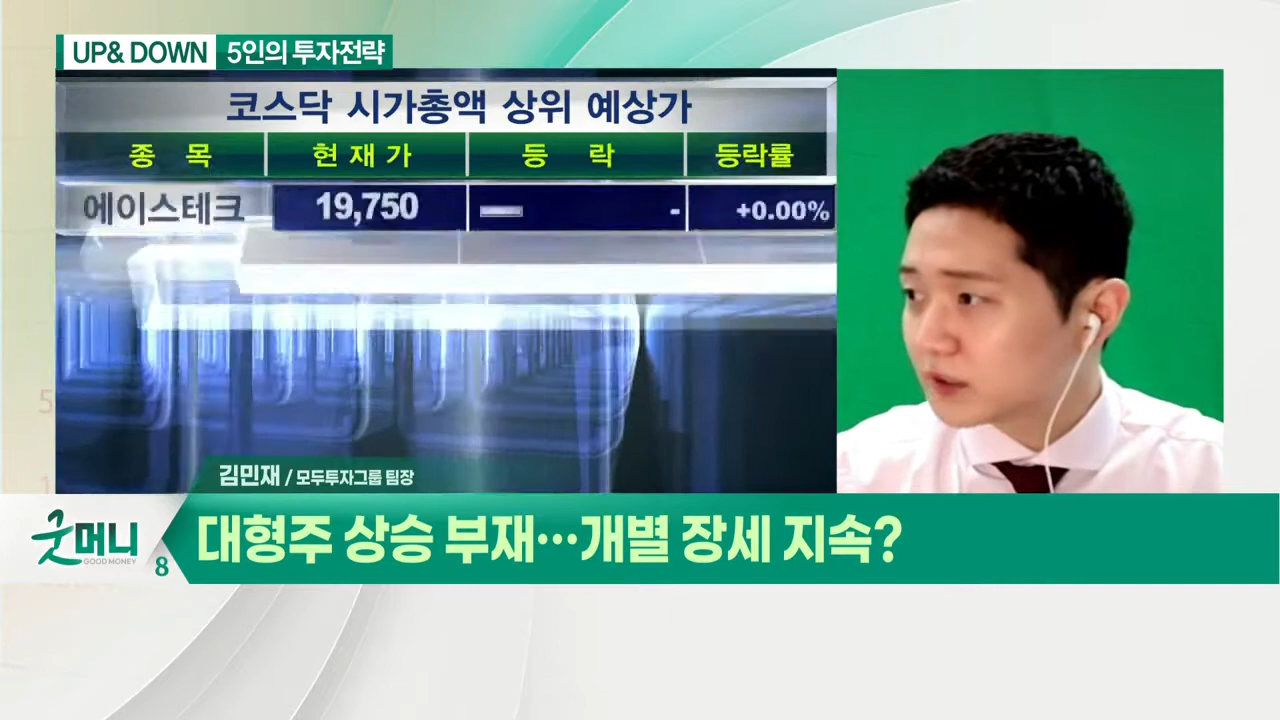 UP& DOWN 5인의 투자전략
코스닥 시가총액 상위 예상가
종 목 현 재 가 등 락 등락률
에이스테크 19,750 - +0.00%
김민재 / 모두투자그룹 팀장
굿머니
GOOD MONEY
8
대형주 상승 부재…개별 장세 지속?
5
1